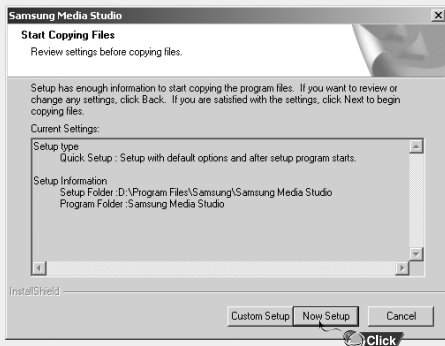 Samsung Media Studio
Start Copying Files
Review settings before copying files.
Setup has enough information to start copying the program files. If you want to review or
change any settings, click Back. If you are satisfied with the settings, click Next to begin
copying files.
Current Settings:
Setup type
Quick Setup : Setup with default options and after setup program starts.
Setup Information
Setup Folder :D:\Program Files\Samsung\Samsung Media Studio
Program Folder :Samsung Media Studio
InstallShield
Custom Setup
Now Setup
Cancel
Click